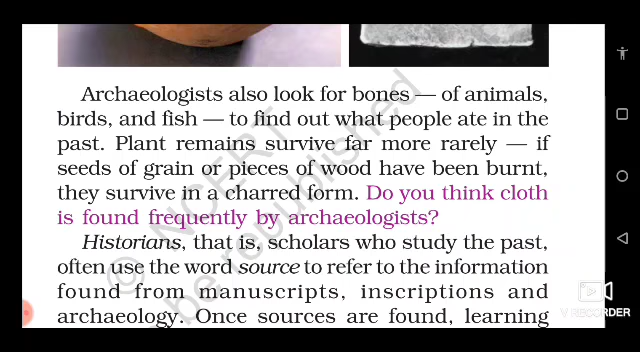 Archaeologists also look for bones — of animals,
birds, and fish — to find out what people ate in the
past. Plant remains survive far more rarely — if
seeds of grain or pieces of wood have been burnt,
they survive in a charred form. Do you think cloth
is found frequently by archaeologists?
Historians, that is, scholars who study the past,
often use the word source to refer to the information
found from manuscripts, inscriptions and
archaeology. Once sources are found, learning
© NCERT
be republished
V RECORDER